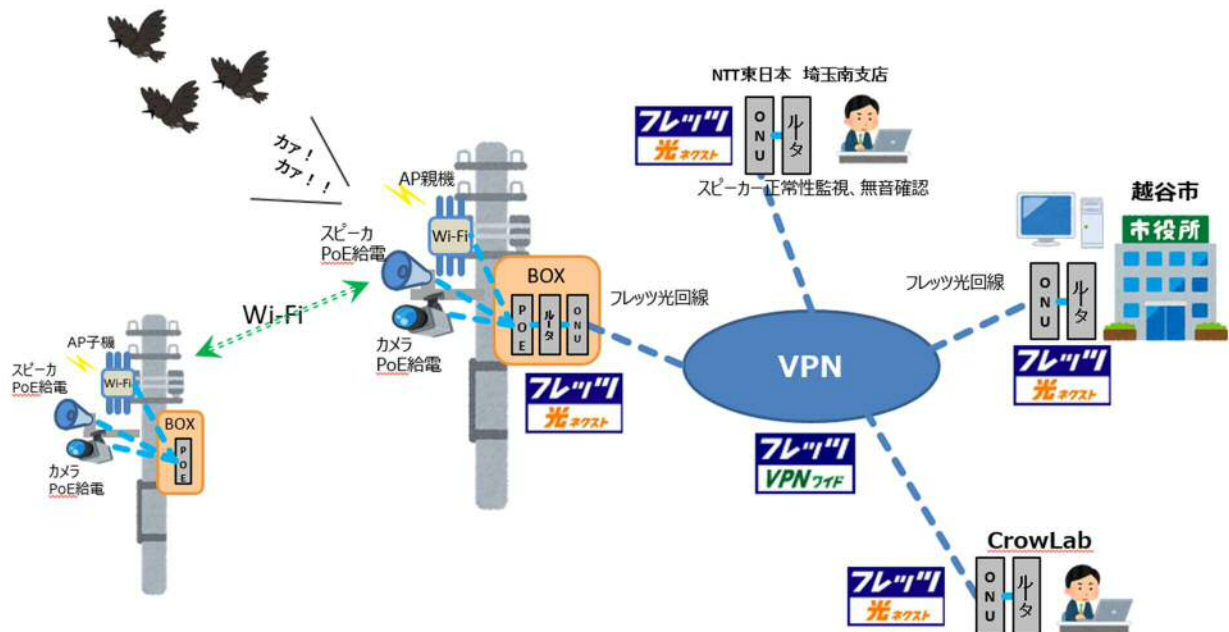 カァ！
カァ！！
AP親機
Wi-Fi
スピーカ
PoE給電
カメラ
PoE給電
BOX
POE
ルータ
ONU
フレッツ
光ネクスト
フレッツ光回線
Wi-Fi
AP子機
Wi-Fi
スピーカ
PoE給電
カメラ
PoE給電
BOX
POE
NTT東日本 埼玉南支店
フレッツ
光ネクスト
ONU
ルータ
スピーカー正常性監視、無音確認
VPN
フレッツ
VPNワイド
越谷市
市役所
フレッツ光回線
ONU
ルータ
フレッツ
光ネクスト
CrowLab
フレッツ
光ネクスト
ONU
ルータ